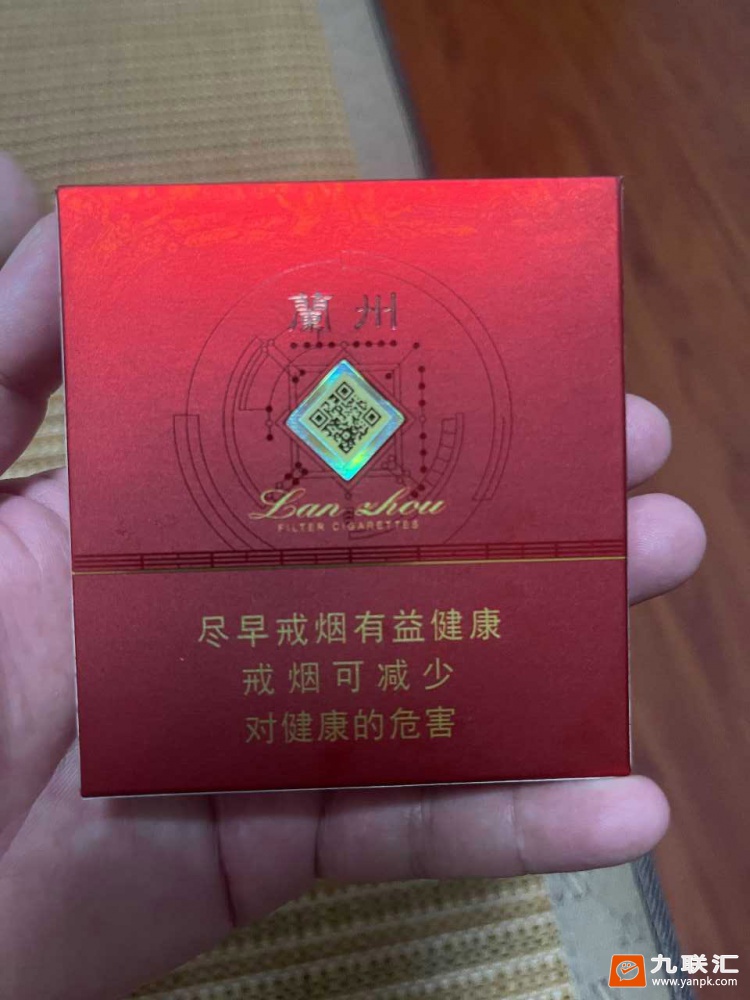 蘭州
Lan zhou
FILTER CIGARETTES
尽早戒烟有益健康
戒烟可减少
对健康的危害
九联汇
www.yanpk.com